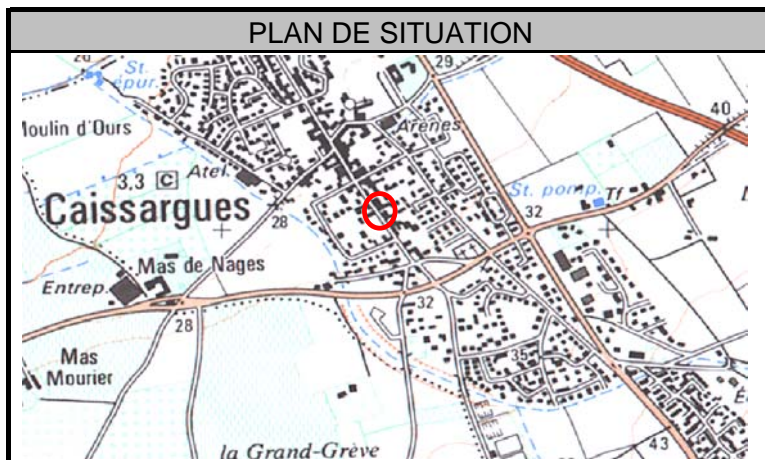 PLAN DE SITUATION
St.
épur.
29
40
Moulin d'Ours
Arènes
3,3 C Atel.
St. pomp. Tf
Caissargues
28
32
Mas de Nages
Entrep.
28
32
Mas
Mourier
35
la Grand-Grève
43